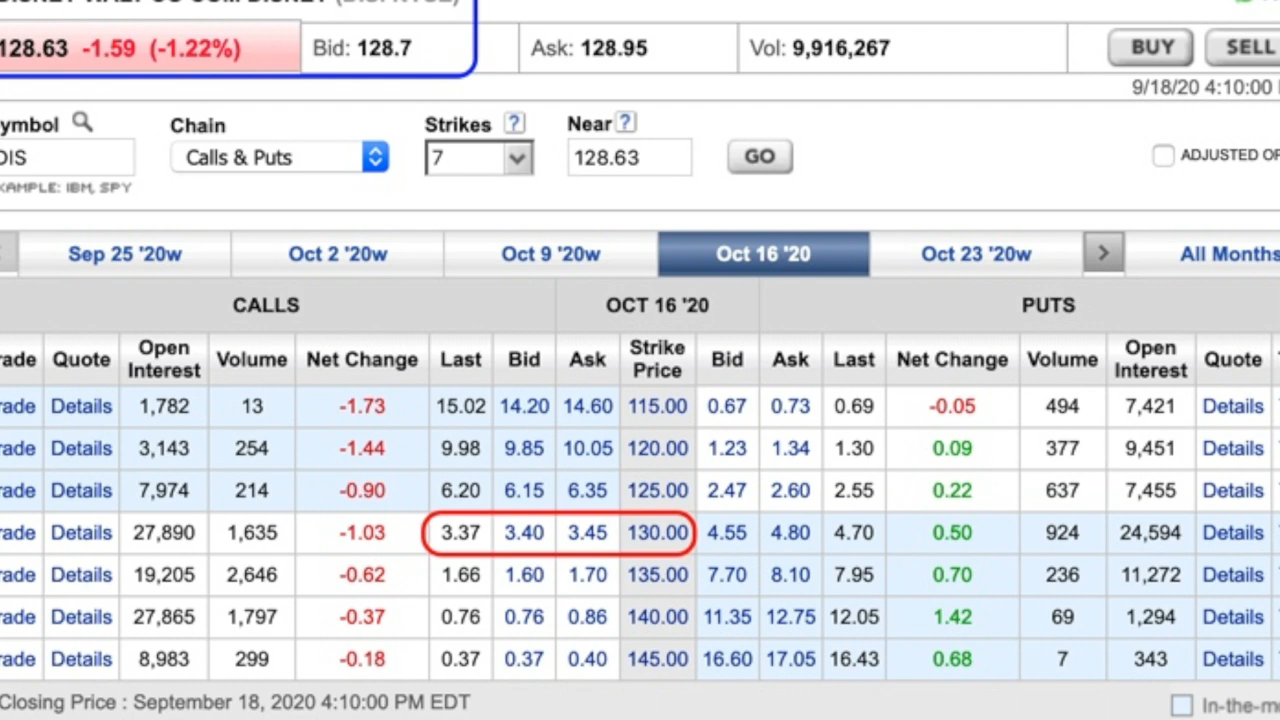 128.63 -1.59 (-1.22%) Bid: 128.7 Ask: 128.95 Vol: 9,916,267 BUY SELL
9/18/20 4:10:00
ymbol Chain Strikes ? Near ?
DIS Calls & Puts 7 128.63 GO ADJUSTED OP
XAMPLE: IBM, SPY
Sep 25 '20w Oct 2 '20w Oct 9 '20w Oct 16 '20 Oct 23 '20w > All Months
CALLS OCT 16 '20 PUTS
rade Quote Open Interest Volume Net Change Last Bid Ask Strike Price Bid Ask Last Net Change Volume Open Interest Quote
rade Details 1,782 13 -1.73 15.02 14.20 14.60 115.00 0.67 0.73 0.69 -0.05 494 7,421 Details
rade Details 3,143 254 -1.44 9.98 9.85 10.05 120.00 1.23 1.34 1.30 0.09 377 9,451 Details
rade Details 7,974 214 -0.90 6.20 6.15 6.35 125.00 2.47 2.60 2.55 0.22 637 7,455 Details
rade Details 27,890 1,635 -1.03 3.37 3.40 3.45 130.00 4.55 4.80 4.70 0.50 924 24,594 Details
rade Details 19,205 2,646 -0.62 1.66 1.60 1.70 135.00 7.70 8.10 7.95 0.70 236 11,272 Details
rade Details 27,865 1,797 -0.37 0.76 0.76 0.86 140.00 11.35 12.75 12.05 1.42 69 1,294 Details
rade Details 8,983 299 -0.18 0.37 0.37 0.40 145.00 16.60 17.05 16.43 0.68 7 343 Details
Closing Price : September 18, 2020 4:10:00 PM EDT In-the-m